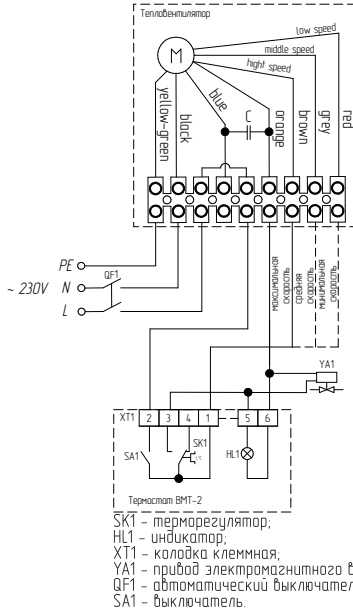 Тепловентилятор
low speed
middle speed
hight speed
M
C
yellow-green
black
blue
orange
brown
grey
red
PE
~ 230V
N
L
QF1
максимальная скорость
средняя скорость
минимальная скорость
YA1
XT1
2
3
4
1
5
6
SA1
SK1
HL1
Термостат ВМТ-2
SK1 - терморегулятор;
HL1 - индикатор;
XT1 - колодка клеммная;
YA1 - привод электромагнитного в
QF1 - автоматический выключател
SA1 - выключатель.